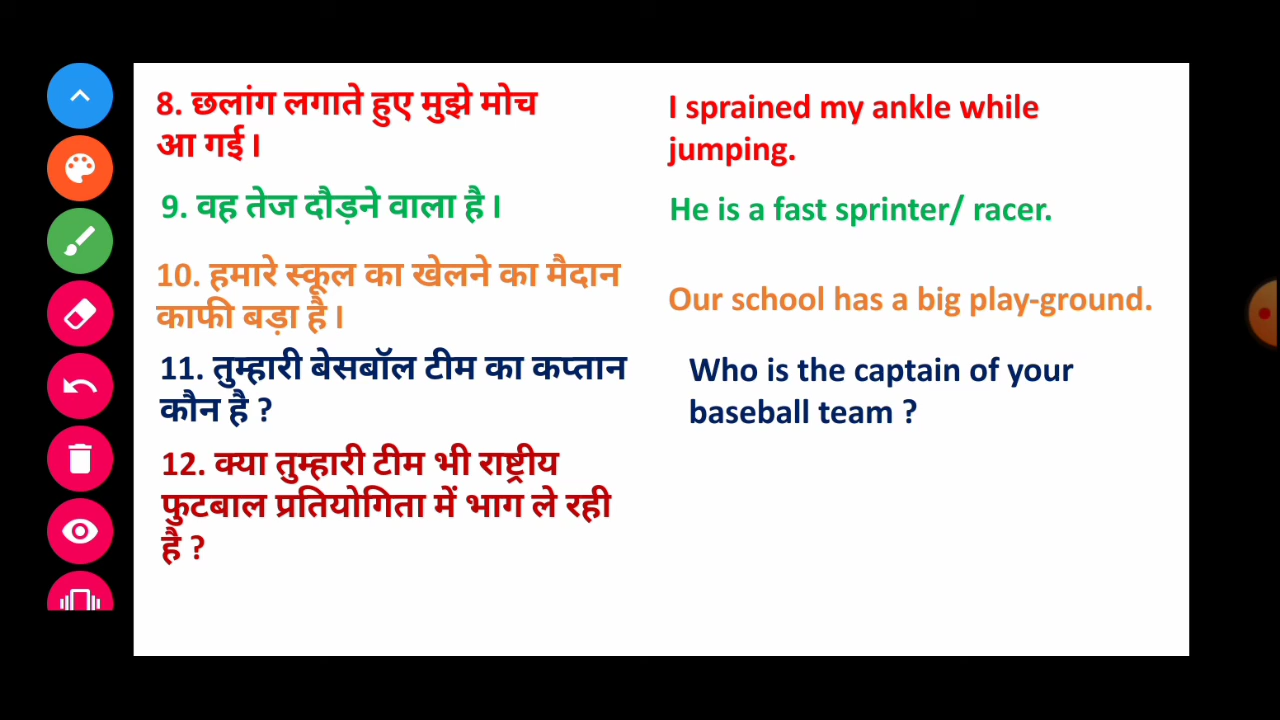 8. छलांग लगाते हुए मुझे मोच
आ गई ।
I sprained my ankle while
jumping.
9. वह तेज दौड़ने वाला है ।
He is a fast sprinter/ racer.
10. हमारे स्कूल का खेलने का मैदान
काफी बड़ा है ।
Our school has a big play-ground.
11. तुम्हारी बेसबॉल टीम का कप्तान
कौन है ?
Who is the captain of your
baseball team ?
12. क्या तुम्हारी टीम भी राष्ट्रीय
फुटबाल प्रतियोगिता में भाग ले रही
है ?